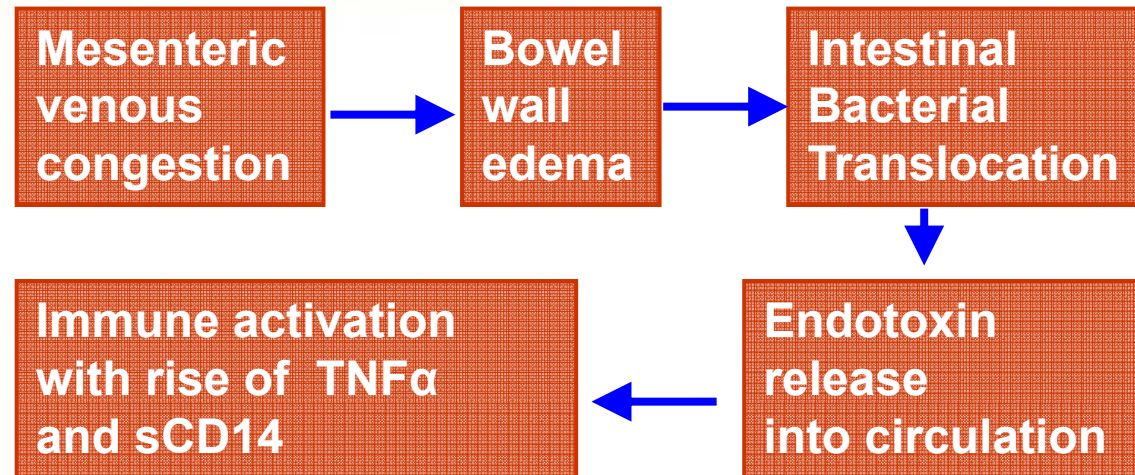 Mesenteric
venous
congestion
Bowel
wall
edema
Intestinal
Bacterial
Translocation
Endotoxin
release
into circulation
Immune activation
with rise of TNFα
and sCD14